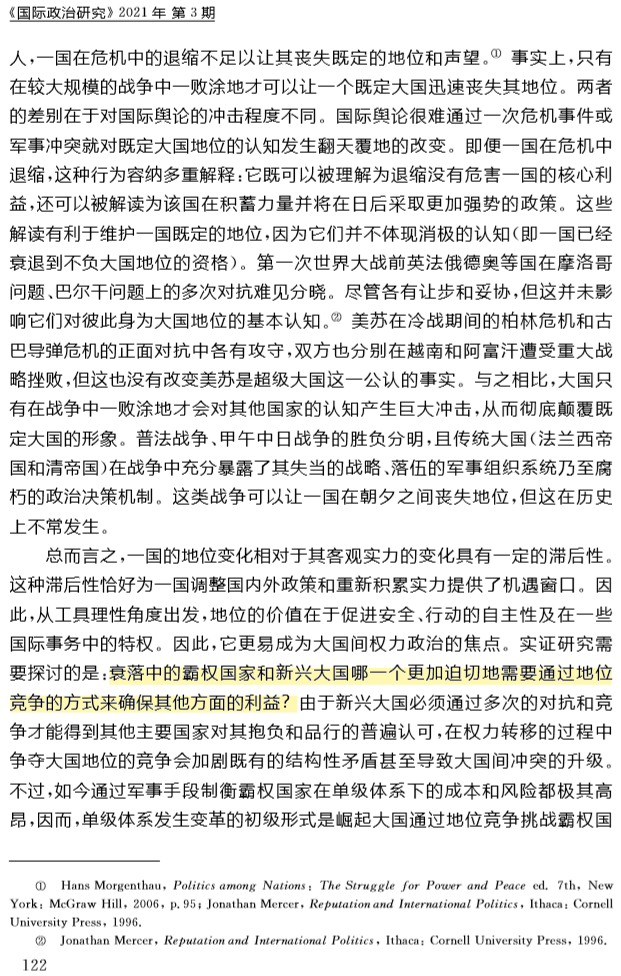 《国际政治研究》2021年 第3期
人,一国在危机中的退缩不足以让其丧失既定的地位和声望。① 事实上,只有
在较大规模的战争中一败涂地才可以让一个既定大国迅速丧失其地位。两者
的差别在于对国际舆论的冲击程度不同。国际舆论很难通过一次危机事件或
军事冲突就对既定大国地位的认知发生翻天覆地的改变。即便一国在危机中
退缩,这种行为容纳多重解释:它既可以被理解为退缩没有危害一国的核心利
益,还可以被解读为该国在积蓄力量并将在日后采取更加强势的政策。这些
解读有利于维护一国既定的地位,因为它们并不体现消极的认知(即一国已经
衰退到不负大国地位的资格)。第一次世界大战前英法俄德奥等国在摩洛哥
问题、巴尔干问题上的多次对抗难见分晓。尽管各有让步和妥协,但这并未影
响它们对彼此身为大国地位的基本认知。② 美苏在冷战期间的柏林危机和古
巴导弹危机的正面对抗中各有攻守,双方也分别在越南和阿富汗遭受重大战
略挫败,但这也没有改变美苏是超级大国这一公认的事实。与之相比,大国只
有在战争中一败涂地才会对其他国家的认知产生巨大冲击,从而彻底颠覆既
定大国的形象。普法战争、甲午中日战争的胜负分明,且传统大国(法兰西帝
国和清帝国)在战争中充分暴露了其失当的战略、落伍的军事组织系统乃至腐
朽的政治决策机制。这类战争可以让一国在朝夕之间丧失地位,但这在历史
上不常发生。
总而言之,一国的地位变化相对于其客观实力的变化具有一定的滞后性。
这种滞后性恰好为一国调整国内外政策和重新积累实力提供了机遇窗口。因
此,从工具理性角度出发,地位的价值在于促进安全、行动的自主性及在一些
国际事务中的特权。因此,它更易成为大国间权力政治的焦点。实证研究需
要探讨的是:衰落中的霸权国家和新兴大国哪一个更加迫切地需要通过地位
竞争的方式来确保其他方面的利益?由于新兴大国必须通过多次的对抗和竞
争才能得到其他主要国家对其抱负和品行的普遍认可,在权力转移的过程中
争夺大国地位的竞争会加剧既有的结构性矛盾甚至导致大国间冲突的升级。
不过,如今通过军事手段制衡霸权国家在单级体系下的成本和风险都极其高
昂,因而,单级体系发生变革的初级形式是崛起大国通过地位竞争挑战霸权国
① Hans Morgenthau, Politics among Nations: The Struggle for Power and Peace ed. 7th, New
York: McGraw Hill, 2006, p. 95; Jonathan Mercer, Reputation and International Politics, Ithaca: Cornell
University Press, 1996.
② Jonathan Mercer, Reputation and International Politics, Ithaca: Cornell University Press, 1996.
122